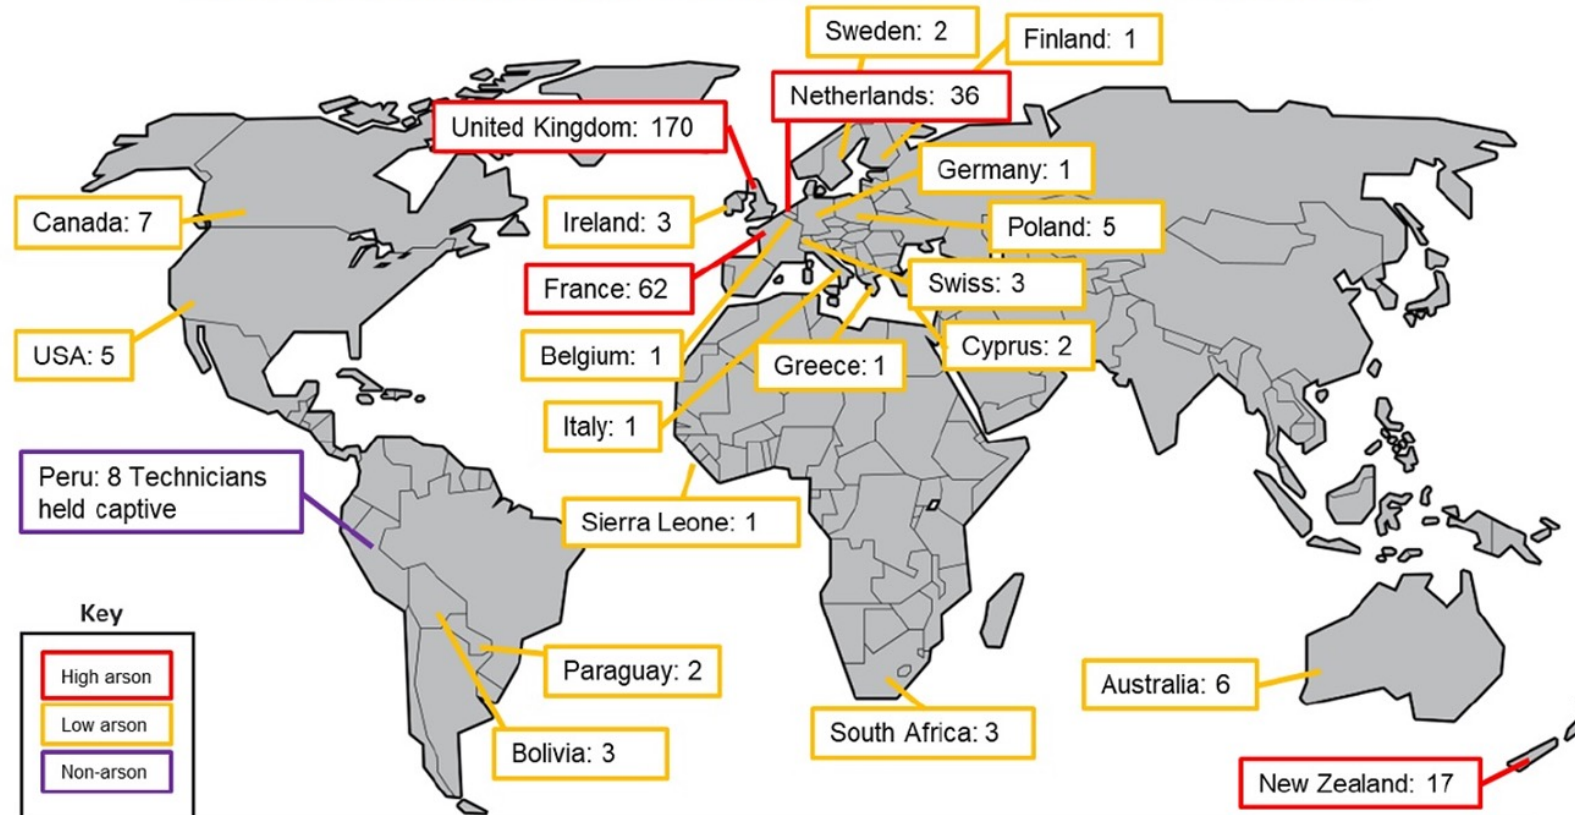 Sweden: 2
Finland: 1
Netherlands: 36
United Kingdom: 170
Germany: 1
Canada: 7
Ireland: 3
Poland: 5
France: 62
Swiss: 3
USA: 5
Belgium: 1
Greece: 1
Cyprus: 2
Italy: 1
Peru: 8 Technicians
held captive
Sierra Leone: 1
Key
High arson
Low arson
Non-arson
Paraguay: 2
Bolivia: 3
South Africa: 3
Australia: 6
New Zealand: 17